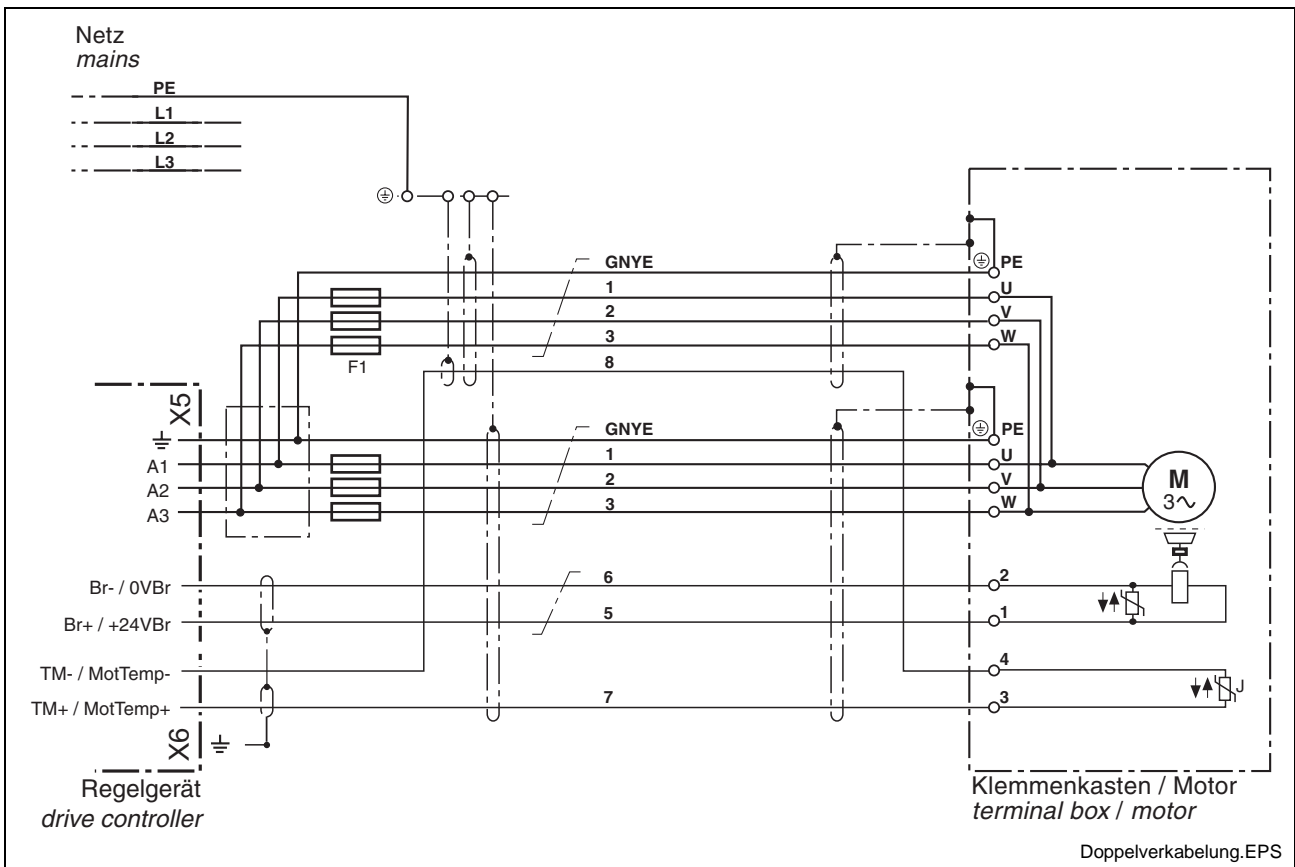 Netz
mains
PE
L1
L2
L3
GNYE
PE
1
U
2
V
3
W
F1
8
X5
GNYE
PE
A1
1
U
A2
2
V
A3
3
W
M
3∿
Br- / 0VBr
6
2
Br+ / +24VBr
5
1
TM- / MotTemp-
4
TM+ / MotTemp+
7
3
J
X6
Regelgerät
drive controller
Klemmenkasten / Motor
terminal box / motor
Doppelverkabelung.EPS